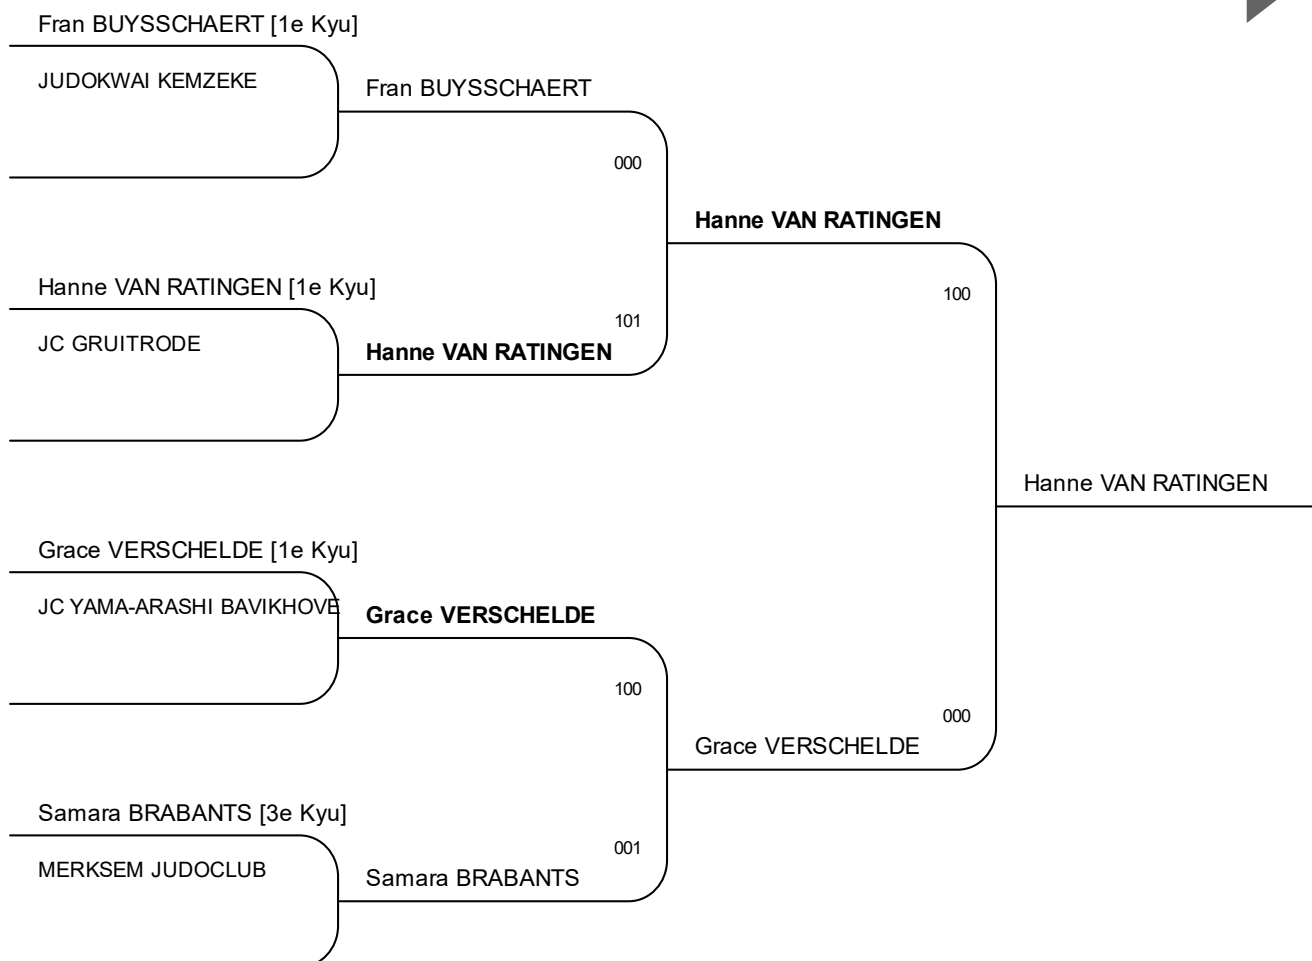 Fran BUYSSCHAERT [1e Kyu]
JUDOKWAI KEMZEKE
Fran BUYSSCHAERT
000
Hanne VAN RATINGEN
Hanne VAN RATINGEN [1e Kyu]
100
101
JC GRUITRODE
Hanne VAN RATINGEN
Hanne VAN RATINGEN
Grace VERSCHELDE [1e Kyu]
JC YAMA-ARASHI BAVIKHOVE
Grace VERSCHELDE
100
000
Grace VERSCHELDE
Samara BRABANTS [3e Kyu]
001
MERKSEM JUDOCLUB
Samara BRABANTS